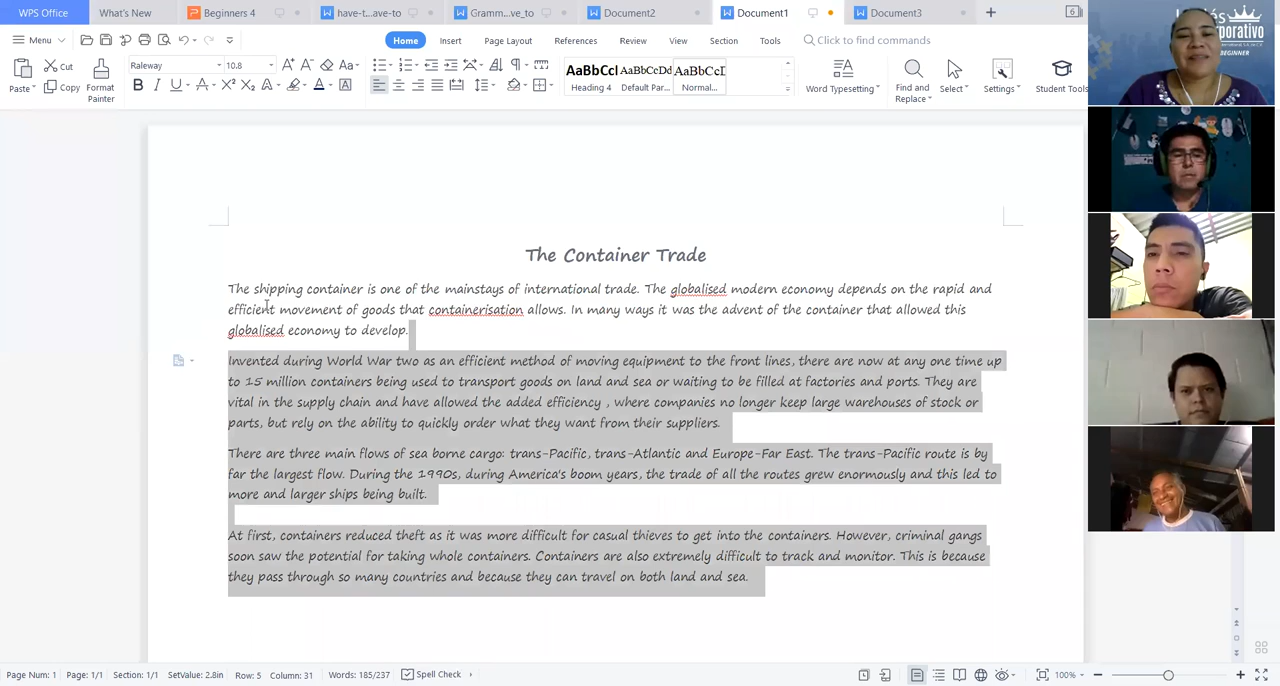 WPS Office
What's New
Beginners 4
have-t...ave-to
Gramm...ve_to
Document2
Document1
Document3
6
Menu
Home
Insert
Page Layout
References
Review
View
Section
Tools
Click to find commands
Paste
Cut
Copy
Format Painter
Raleway
10.8
AaBbCcI
AaBbCcDd
AaBbCcD
Heading 4
Default Par...
Normal...
Word Typesetting
Find and Replace
Select
Settings
Student Tools
The Container Trade
The shipping container is one of the mainstays of international trade. The globalised modern economy depends on the rapid and
efficient movement of goods that containerisation allows. In many ways it was the advent of the container that allowed this
globalised economy to develop.
Invented during World War two as an efficient method of moving equipment to the front lines, there are now at any one time up
to 15 million containers being used to transport goods on land and sea or waiting to be filled at factories and ports. They are
vital in the supply chain and have allowed the added efficiency , where companies no longer keep large warehouses of stock or
parts, but rely on the ability to quickly order what they want from their suppliers.
There are three main flows of sea borne cargo: trans-Pacific, trans-Atlantic and Europe-Far East. The trans-Pacific route is by
far the largest flow. During the 1990s, during America's boom years, the trade of all the routes grew enormously and this led to
more and larger ships being built.
At first, containers reduced theft as it was more difficult for casual thieves to get into the containers. However, criminal gangs
soon saw the potential for taking whole containers. Containers are also extremely difficult to track and monitor. This is because
they pass through so many countries and because they can travel on both land and sea.
Page Num: 1
Page: 1/1
Section: 1/1
SetValue: 2.8in
Row: 5
Column: 31
Words: 185/237
Spell Check
100%